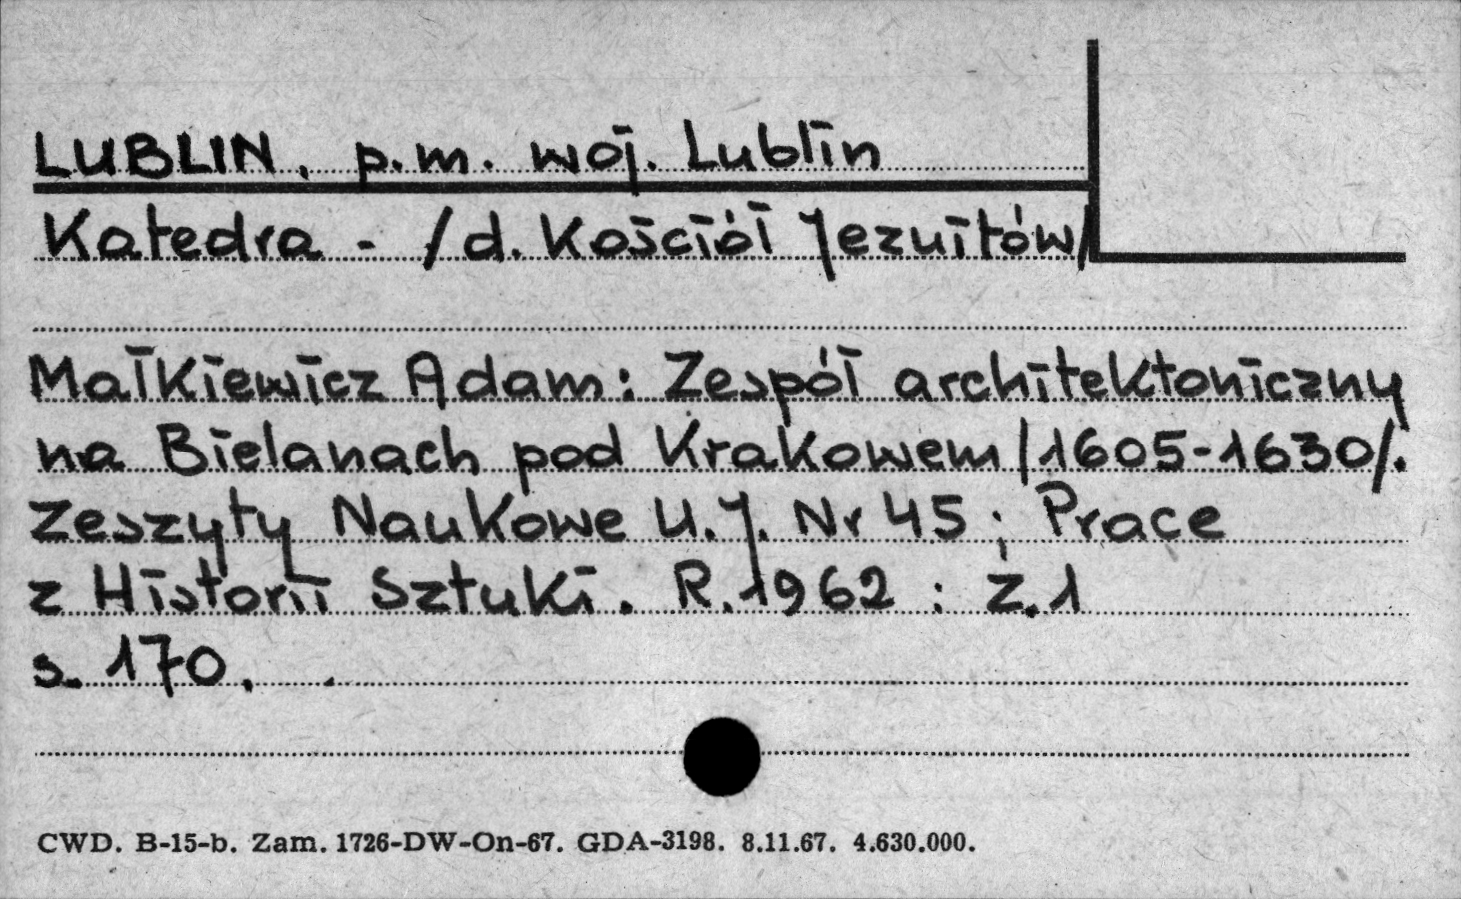 LUBLIN, p.m. woj. Lublin
Katedra - /d. Kościół Jezuitów/
Małkiewicz Adam: Zespół architektoniczny
na Bielanach pod Krakowem /1605-1630/.
Zeszyty Naukowe U.J. Nr 45; Prace
z Historii Sztuki. R.1962 : Z.1
s. 170.
CWD. B-15-b. Zam. 1726-DW-On-67. GDA-3198. 8.11.67. 4.630.000.